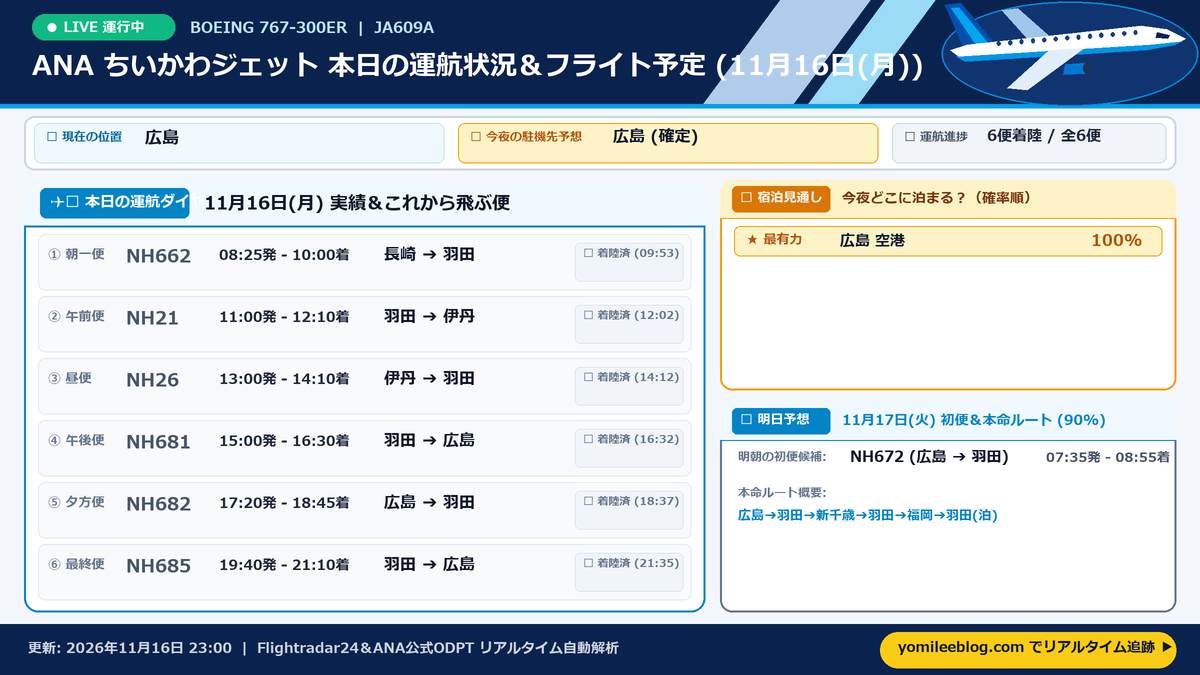 ● LIVE 運行中 BOEING 767-300ER | JA609A
ANA ちいかわジェット 本日の運航状況＆フライト予定 (11月16日(月))
□ 現在の位置 広島
□ 今夜の駐機先予想 広島 (確定)
□ 運航進捗 6便着陸 / 全6便
✈□ 本日の運航ダイ 11月16日(月) 実績＆これから飛ぶ便
① 朝一便 NH662 08:25発 - 10:00着 長崎 → 羽田 □ 着陸済 (09:53)
② 午前便 NH21 11:00発 - 12:10着 羽田 → 伊丹 □ 着陸済 (12:02)
③ 昼便 NH26 13:00発 - 14:10着 伊丹 → 羽田 □ 着陸済 (14:12)
④ 午後便 NH681 15:00発 - 16:30着 羽田 → 広島 □ 着陸済 (16:32)
⑤ 夕方便 NH682 17:20発 - 18:45着 広島 → 羽田 □ 着陸済 (18:37)
⑥ 最終便 NH685 19:40発 - 21:10着 羽田 → 広島 □ 着陸済 (21:35)
□ 宿泊見通し 今夜どこに泊まる？ (確率順)
★ 最有力 広島 空港 100%
□ 明日予想 11月17日(火) 初便＆本命ルート (90%)
明朝の初便候補: NH672 (広島 → 羽田) 07:35発 - 08:55着
本命ルート概要:
広島→羽田→新千歳→羽田→福岡→羽田(泊)
更新: 2026年11月16日 23:00 | Flightradar24＆ANA公式ODPT リアルタイム自動解析
yomileeblog.com でリアルタイム追跡 ▶